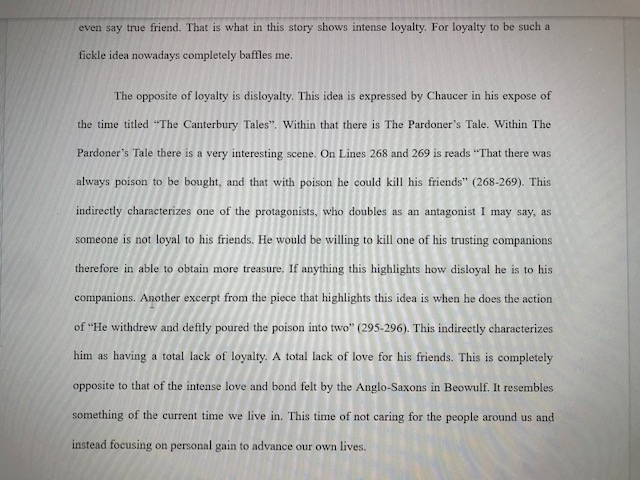 even say true friend. That is what in this story shows intense loyalty. For loyalty to be such a
fickle idea nowadays completely baffles me.
The opposite of loyalty is disloyalty. This idea is expressed by Chaucer in his expose of
the time titled “The Canterbury Tales”. Within that there is The Pardoner’s Tale. Within The
Pardoner’s Tale there is a very interesting scene. On Lines 268 and 269 is reads “That there was
always poison to be bought, and that with poison he could kill his friends” (268-269). This
indirectly characterizes one of the protagonists, who doubles as an antagonist I may say, as
someone is not loyal to his friends. He would be willing to kill one of his trusting companions
therefore in able to obtain more treasure. If anything this highlights how disloyal he is to his
companions. Another excerpt from the piece that highlights this idea is when he does the action
of “He withdrew and deftly poured the poison into two” (295-296). This indirectly characterizes
him as having a total lack of loyalty. A total lack of love for his friends. This is completely
opposite to that of the intense love and bond felt by the Anglo-Saxons in Beowulf. It resembles
something of the current time we live in. This time of not caring for the people around us and
instead focusing on personal gain to advance our own lives.